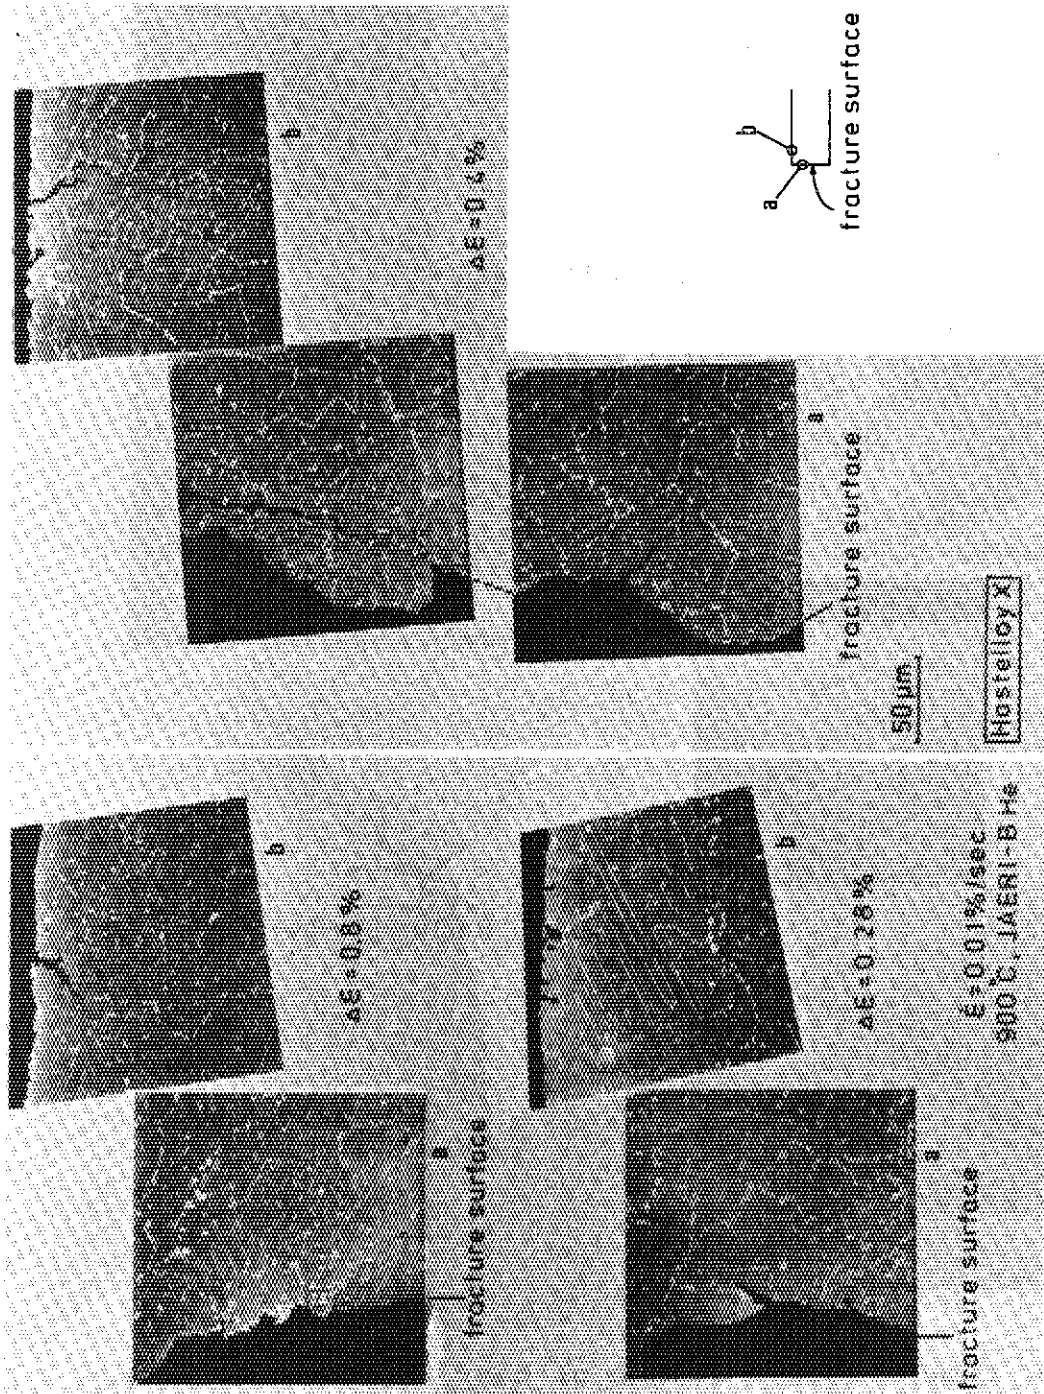 b
a
Δε=0.8%
fracture surface
b
a
Δε=0.28%
fracture surface
ε̇=0.01%/sec
900°C, JAERI-B He
b
Δε=0.4%
a
fracture surface
50μm
Hastelloy X
b
a
fracture surface